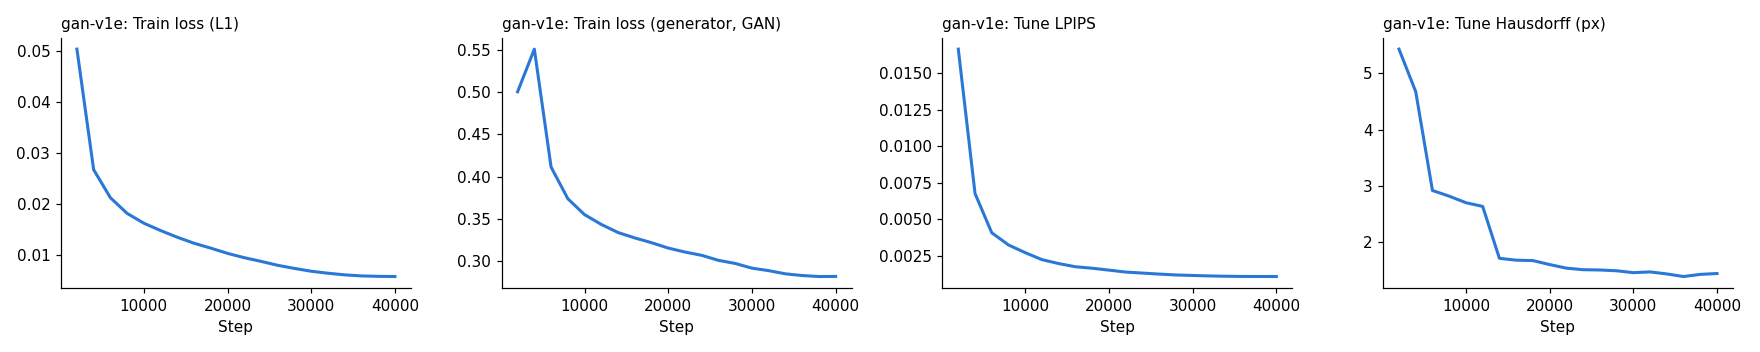 gan-v1e: Train loss (L1)
0.05
0.04
0.03
0.02
0.01
10000 20000 30000 40000
Step
gan-v1e: Train loss (generator, GAN)
0.55
0.50
0.45
0.40
0.35
0.30
10000 20000 30000 40000
Step
gan-v1e: Tune LPIPS
0.0150
0.0125
0.0100
0.0075
0.0050
0.0025
10000 20000 30000 40000
Step
gan-v1e: Tune Hausdorff (px)
5
4
3
2
10000 20000 30000 40000
Step